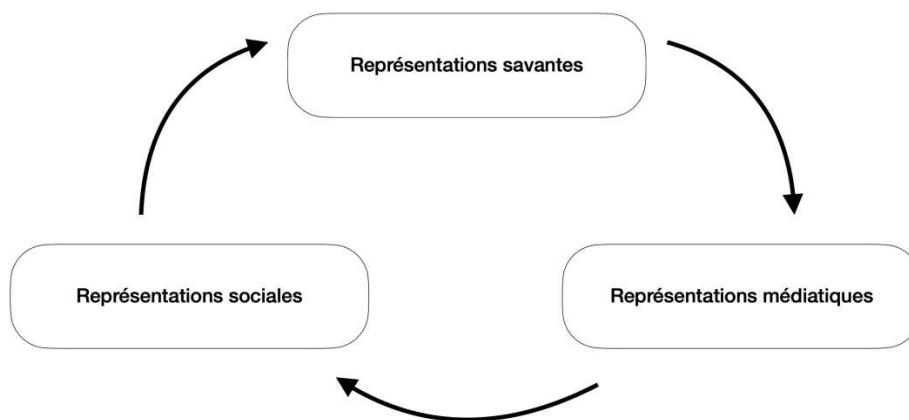 Représentations savantes
Représentations sociales
Représentations médiatiques